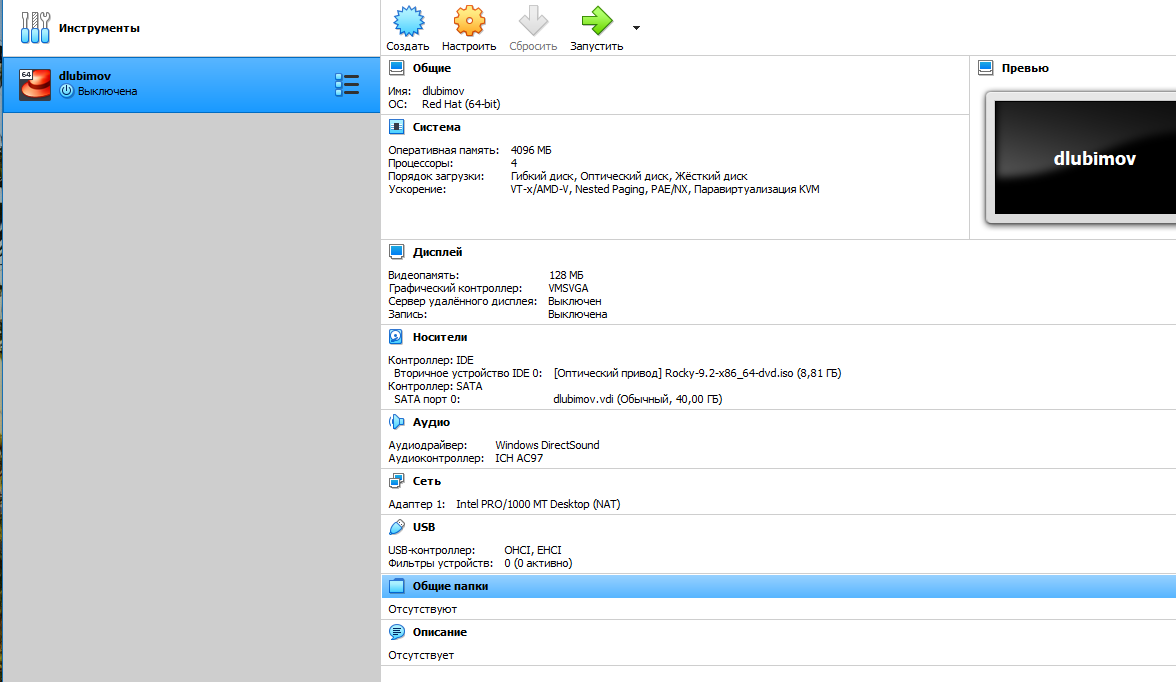 Инструменты
64
dlubimov
Выключена
Создать Настроить Сбросить Запустить
Общие
Имя: dlubimov
ОС: Red Hat (64-bit)
Система
Оперативная память: 4096 МБ
Процессоры: 4
Порядок загрузки: Гибкий диск, Оптический диск, Жёсткий диск
Ускорение: VT-x/AMD-V, Nested Paging, PAE/NX, Паравиртуализация KVM
Превью
dlubimov
Дисплей
Видеопамять: 128 МБ
Графический контроллер: VMSVGA
Сервер удалённого дисплея: Выключен
Запись: Выключена
Носители
Контроллер: IDE
Вторичное устройство IDE 0: [Оптический привод] Rocky-9.2-x86_64-dvd.iso (8,81 ГБ)
Контроллер: SATA
SATA порт 0: dlubimov.vdi (Обычный, 40,00 ГБ)
Аудио
Аудиодрайвер: Windows DirectSound
Аудиоконтроллер: ICH AC97
Сеть
Адаптер 1: Intel PRO/1000 MT Desktop (NAT)
USB
USB-контроллер: OHCI, EHCI
Фильтры устройств: 0 (0 активно)
Общие папки
Отсутствуют
Описание
Отсутствует